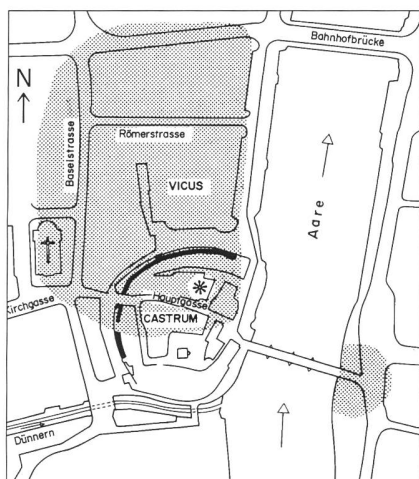 Bahnhofbrücke
N
Baselstrasse
Römerstrasse
VICUS
Aare
Kirchgasse
Hauptgasse
CASTRUM
Dünnern